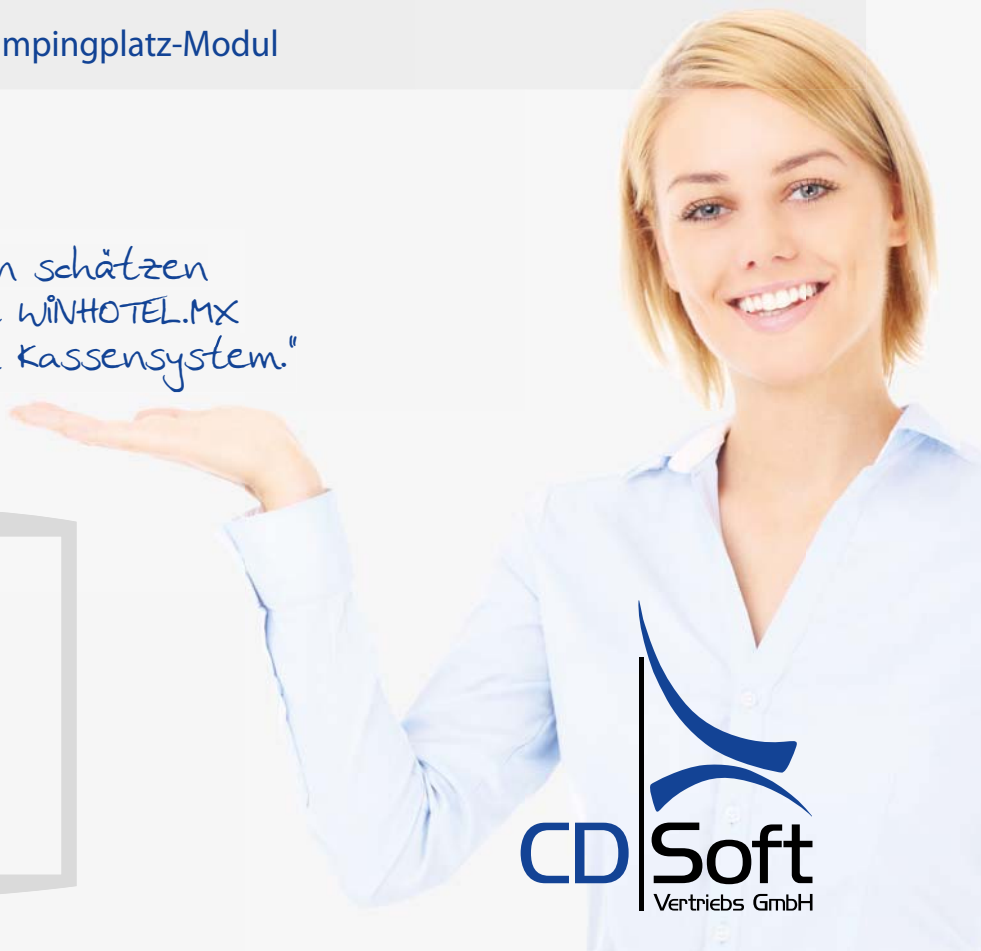 mpingplatz-Modul
n schätzen
WINHOTEL.MX
Kassensystem."
CD Soft
Vertriebs GmbH